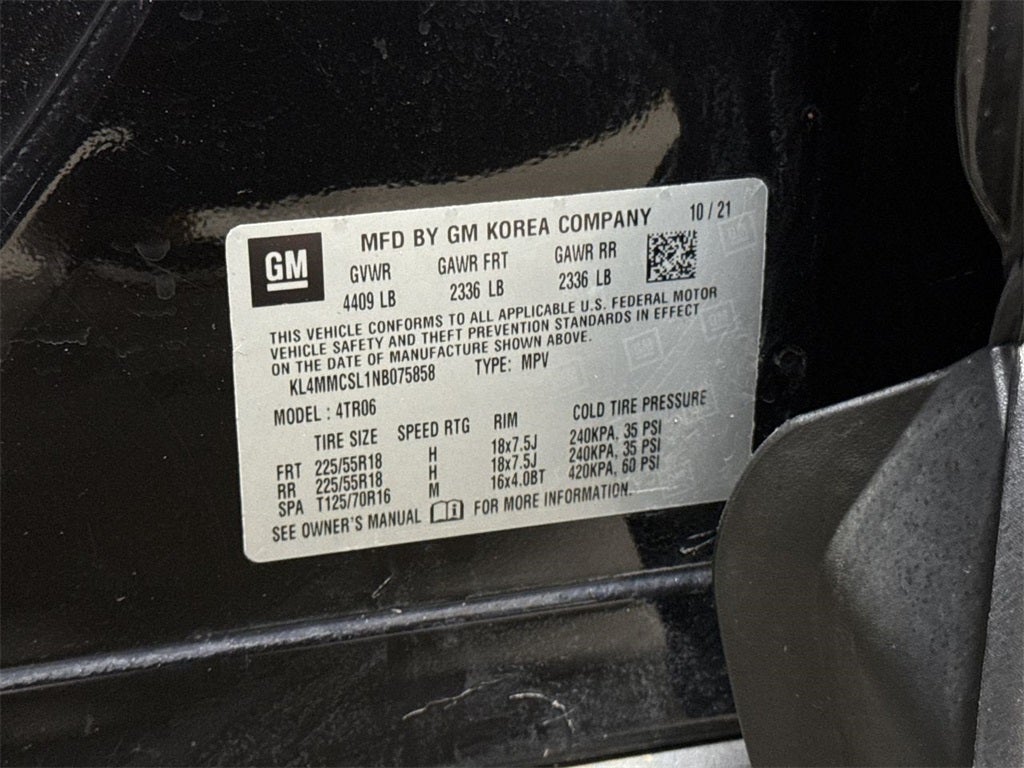 GM
MFD BY GM KOREA COMPANY 10 / 21
GVWR GAWR FRT GAWR RR
4409 LB 2336 LB 2336 LB
THIS VEHICLE CONFORMS TO ALL APPLICABLE U.S. FEDERAL MOTOR
VEHICLE SAFETY AND THEFT PREVENTION STANDARDS IN EFFECT
ON THE DATE OF MANUFACTURE SHOWN ABOVE.
KL4MMCSL1NB075858 TYPE: MPV
MODEL : 4TR06
TIRE SIZE SPEED RTG RIM COLD TIRE PRESSURE
FRT 225/55R18 H 18x7.5J 240KPA, 35 PSI
RR 225/55R18 H 18x7.5J 240KPA, 35 PSI
SPA T125/70R16 M 16x4.0BT 420KPA, 60 PSI
SEE OWNER'S MANUAL FOR MORE INFORMATION.